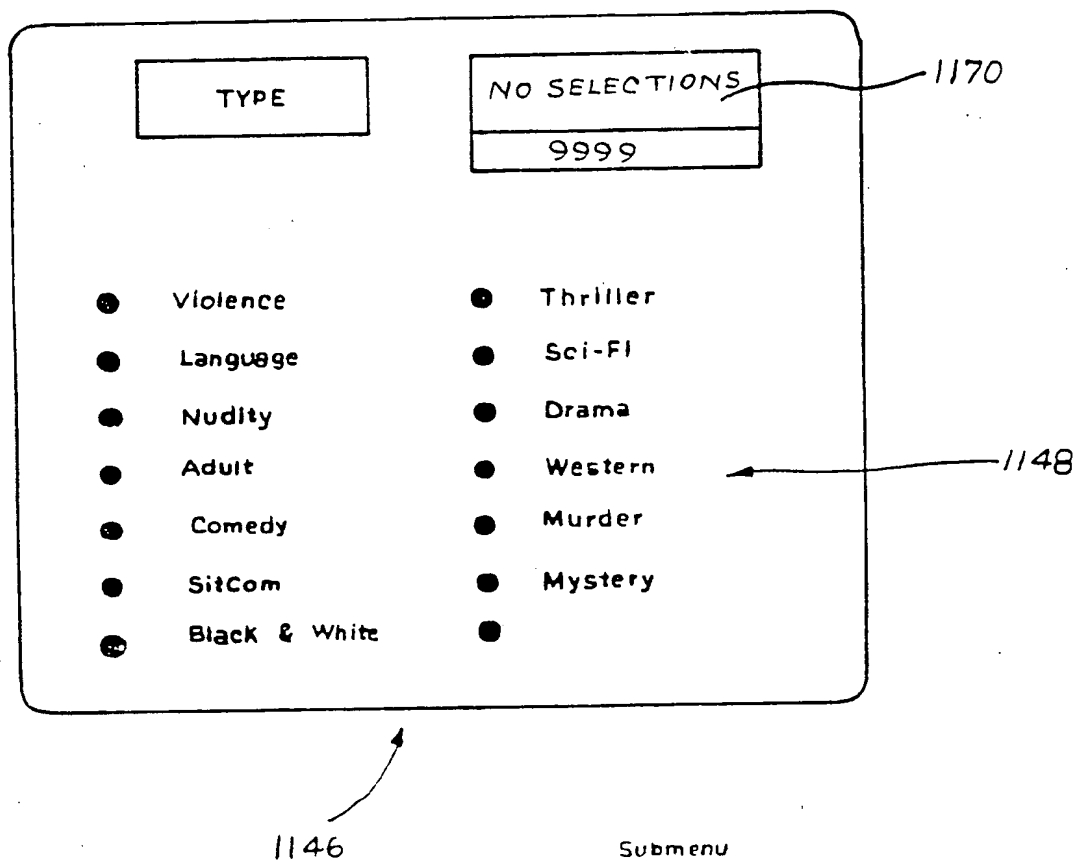 TYPE
NO SELECTIONS
1170
9999
Violence
Thriller
Language
Sci-FI
Nudity
Drama
Adult
Western
1148
Comedy
Murder
SitCom
Mystery
Black & White
1146
Submenu